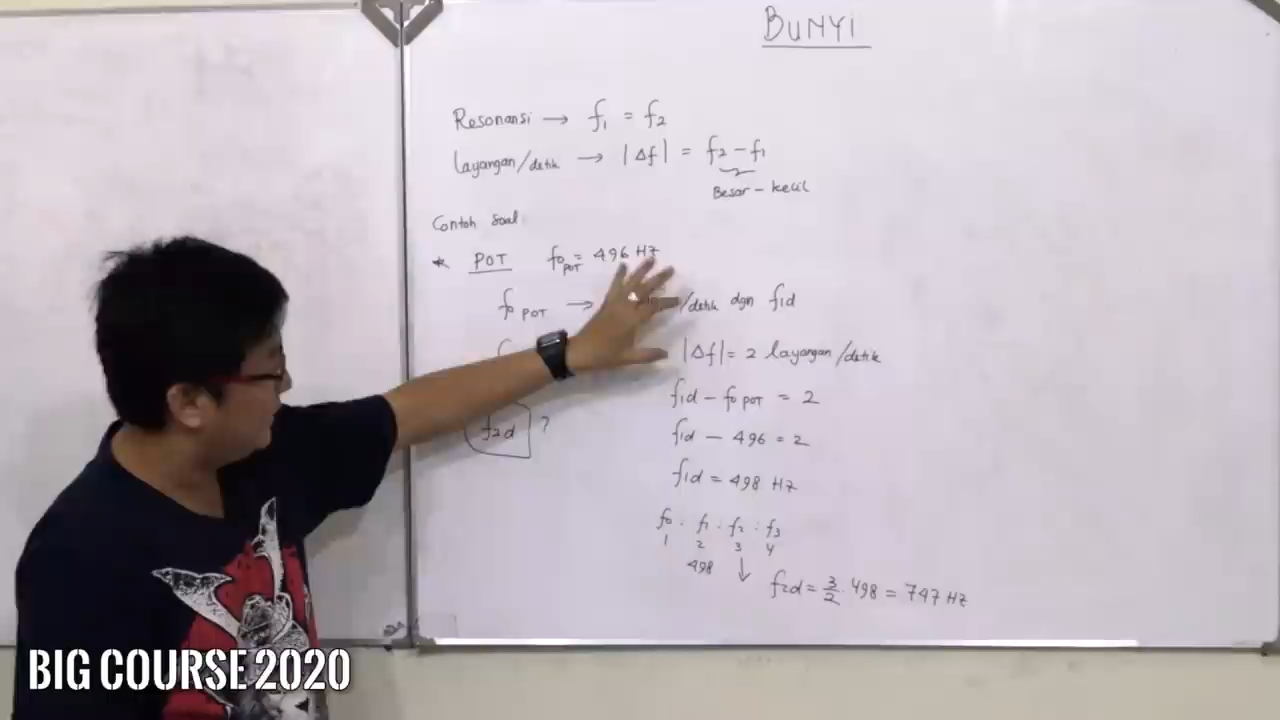 BUNYI
Resonansi → f₁ = f₂
Layangan/detik → |Δf| = f₂ - f₁
Besar - kecil
Contoh Soal
* POT f₀ POT = 496 Hz
f₀ POT → /detik dgn f₁d
|Δf| = 2 layangan/detik
f₁d - f₀ POT = 2
f₂d ?
f₁d - 496 = 2
f₁d = 498 Hz
f₀ : f₁ : f₂ : f₃
1 2 3 4
498 ↓ f₂d = 3/2 · 498 = 747 Hz
BIG COURSE 2020